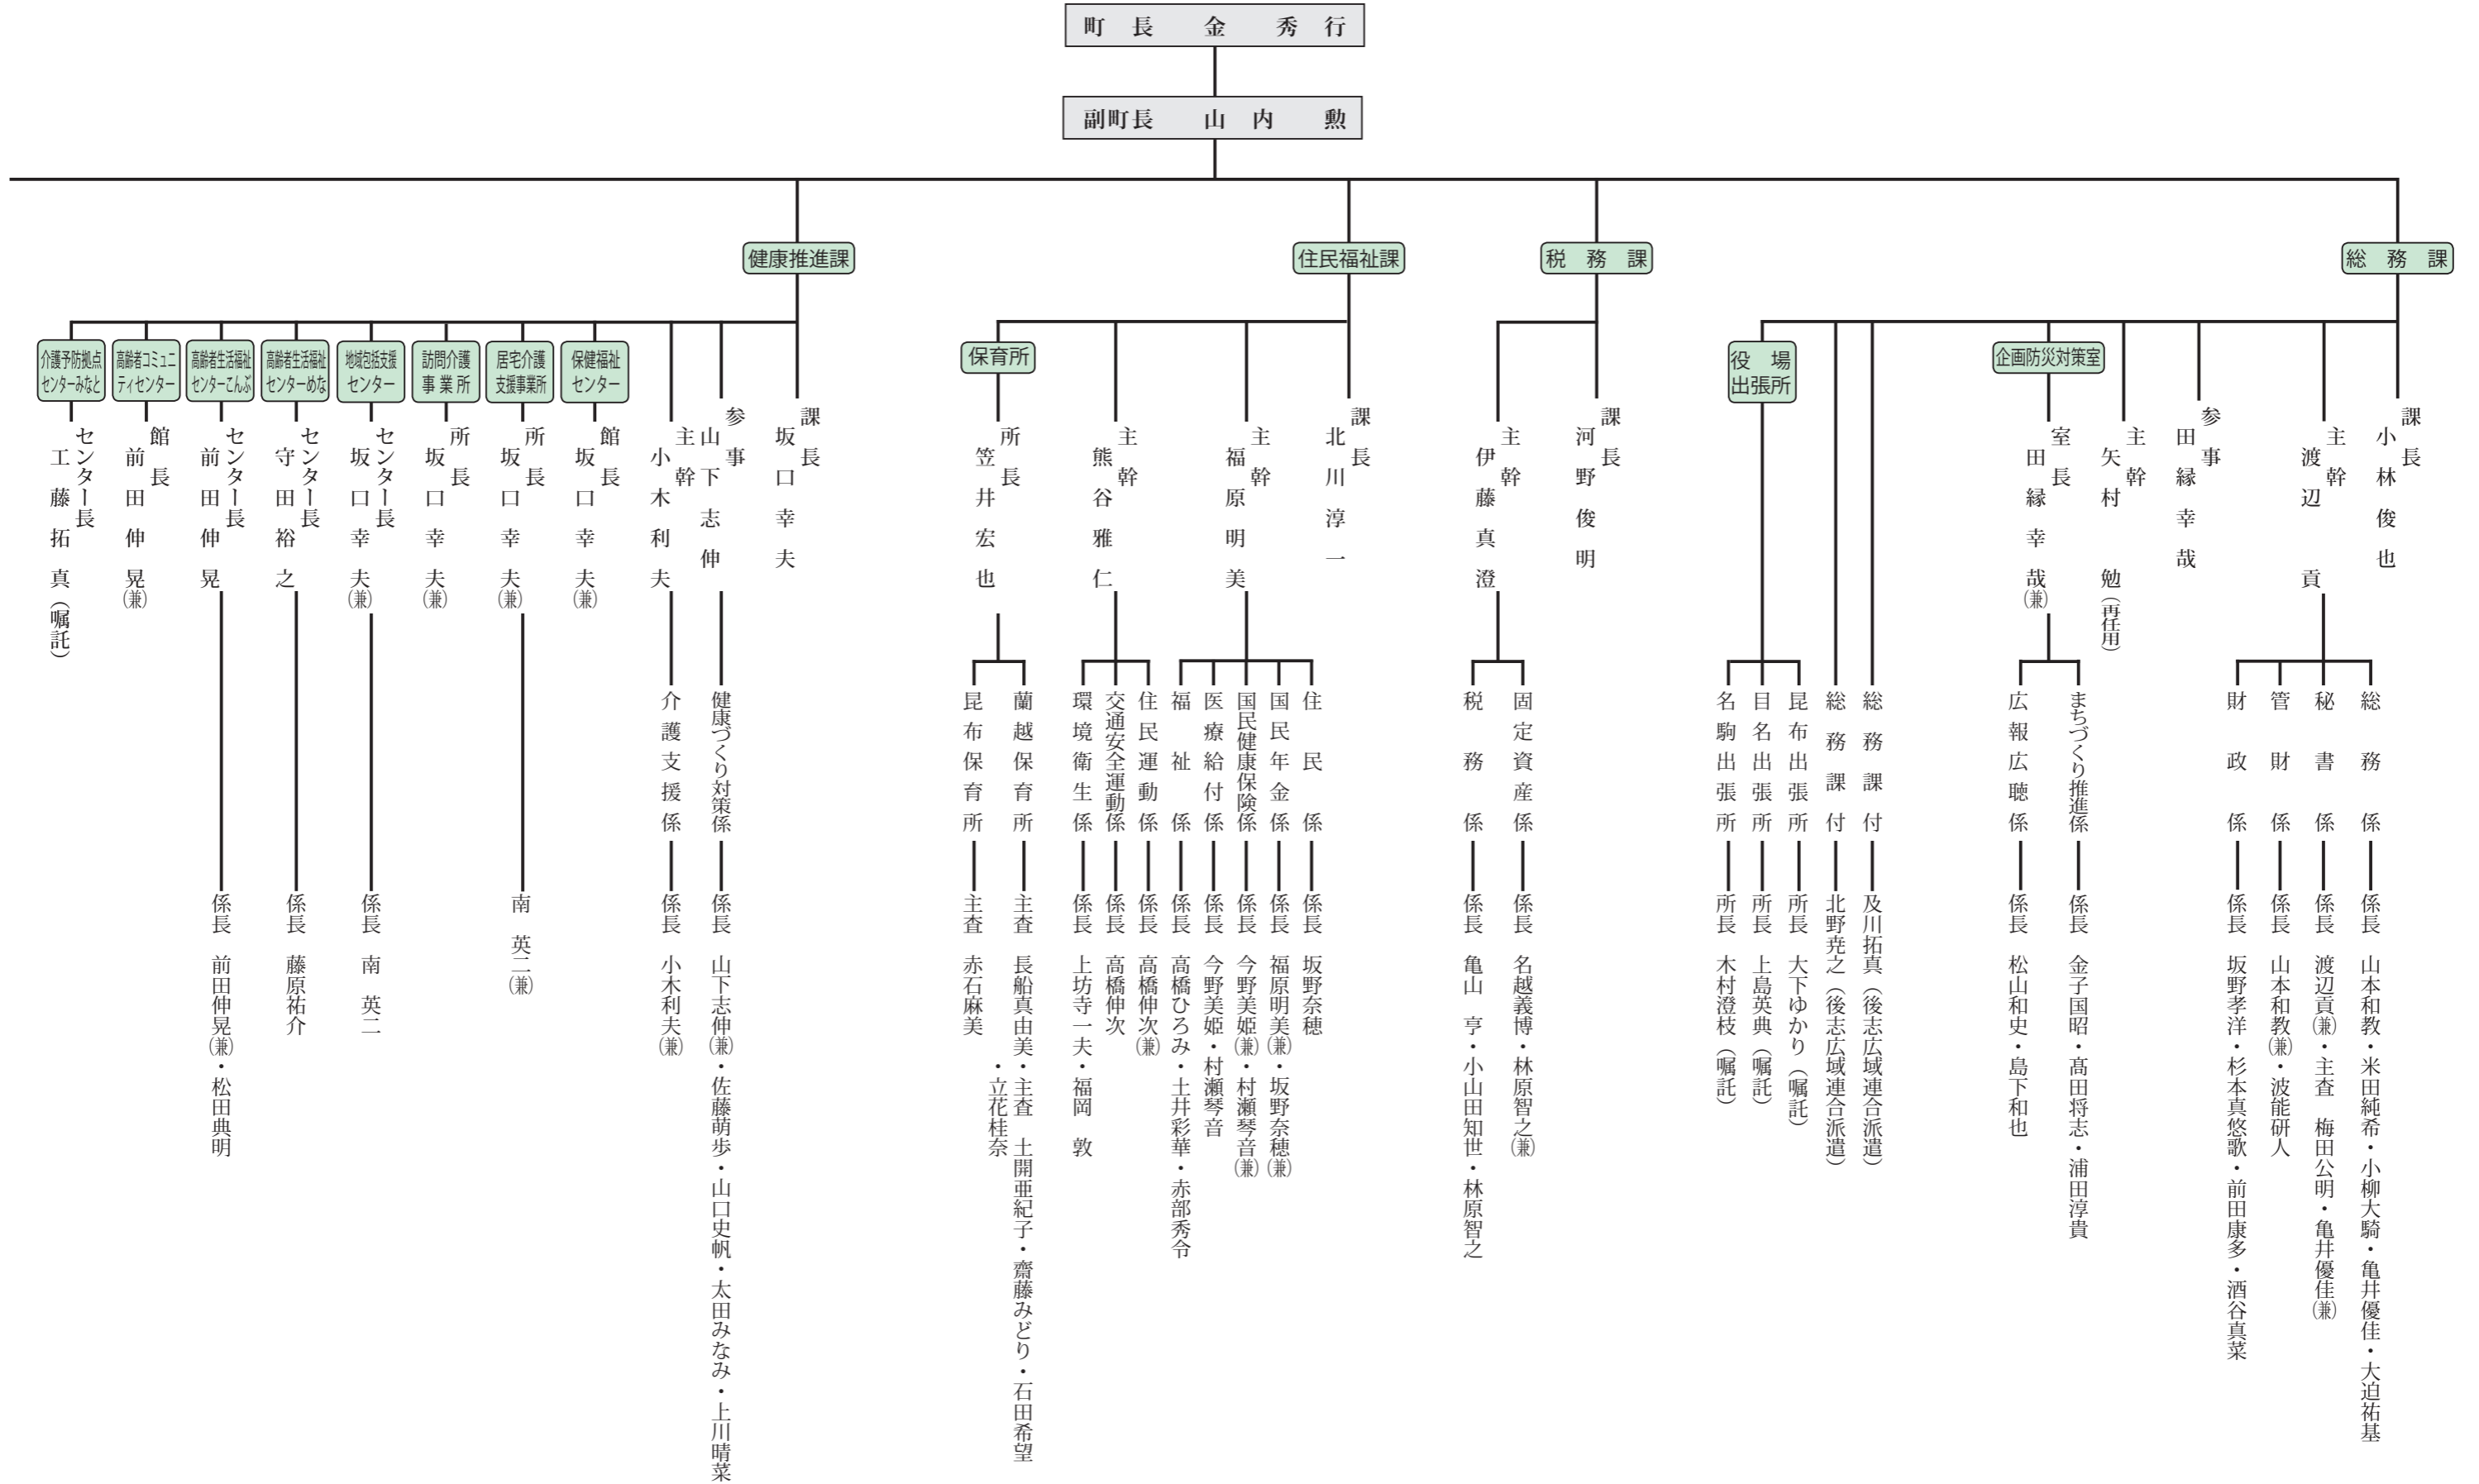 町長　金　秀行
副町長　山内　勲
総務課
課長　小林俊也
主幹　渡辺　貢
総務係　係長　山本和教・米田純希・小柳大騎・亀井優佳・大迫祐基
秘書係　係長　渡辺貢(兼)・主査　梅田公明・亀井優佳(兼)
管財係　係長　山本和教(兼)・波能研人
財政係　係長　坂野孝洋・杉本真悠歌・前田康多・酒谷真菜
参事　田縁幸哉
主幹　矢村　勉(再任用)
企画防災対策室
室長　田縁幸哉(兼)
まちづくり推進係　係長　金子国昭・髙田将志・浦田淳貴
広報広聴係　係長　松山和史・島下和也
総務課付　及川拓真(後志広域連合派遣)
総務課付　北野尭之(後志広域連合派遣)
役場
出張所
昆布出張所　所長　大下ゆかり(嘱託)
目名出張所　所長　上島英典(嘱託)
名駒出張所　所長　木村澄枝(嘱託)
税務課
課長　河野俊明
主幹　伊藤真澄
固定資産係　係長　名越義博・林原智之(兼)
税務係　係長　亀山　亨・小山田知世・林原智之
住民福祉課
課長　北川淳一
主幹　福原明美
住民係　係長　坂野奈穂
国民年金係　係長　福原明美(兼)・坂野奈穂(兼)
国民健康保険係　係長　今野美姫(兼)・村瀬琴音(兼)
医療給付係　係長　今野美姫・村瀬琴音
福祉係　係長　高橋ひろみ・土井彩華・赤部秀令
主幹　熊谷雅仁
住民運動係　係長　高橋伸次(兼)
交通安全運動係　係長　高橋伸次
環境衛生係　係長　上坊寺一夫・福岡　敦
保育所
所長　笠井宏也
蘭越保育所　主査　長船真由美・主査　土開亜紀子・齋藤みどり・石田希望
・立花桂奈
昆布保育所　主査　赤石麻美
健康推進課
課長　坂口幸夫
参事　山下志伸
健康づくり対策係　係長　山下志伸(兼)・佐藤萌歩・山口史帆・太田みなみ・上川晴菜
主幹　小木利夫
介護支援係　係長　小木利夫(兼)
保健福祉
センター
館長　坂口幸夫(兼)
居宅介護
支援事業所
所長　坂口幸夫(兼)
南　英二(兼)
訪問介護
事業所
所長　坂口幸夫(兼)
地域包括支援
センター
センター長　坂口幸夫(兼)
係長　南　英二
高齢者生活福祉
センターめな
センター長　守田裕之
係長　藤原祐介
高齢者生活福祉
センターこんぶ
センター長　前田伸晃
係長　前田伸晃(兼)・松田典明
高齢者コミュニ
ティセンター
館長　前田伸晃(兼)
介護予防拠点
センターみなと
センター長　工藤拓真(嘱託)